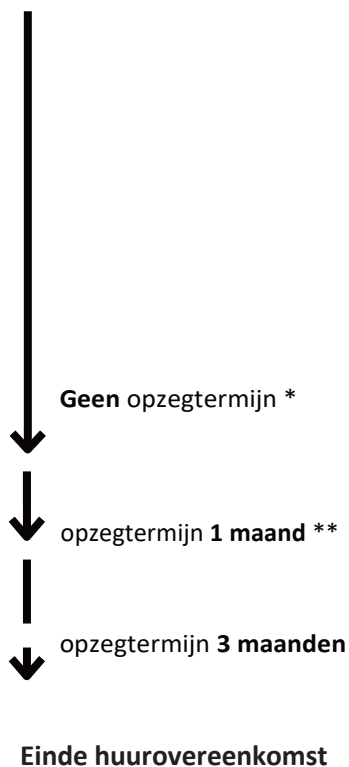 Geen opzegtermijn *
opzegtermijn 1 maand **
opzegtermijn 3 maanden
Einde huurovereenkomst